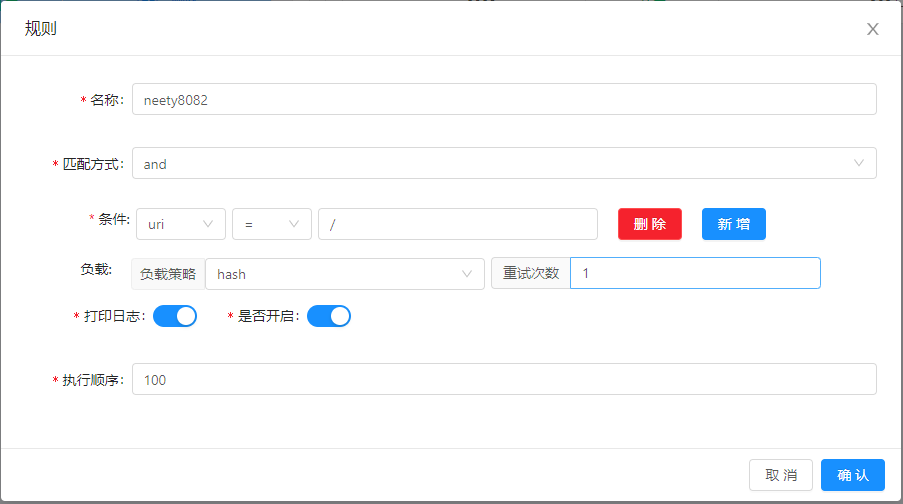 规则
* 名称： neety8082
* 匹配方式： and
* 条件: uri = / 删 除 新 增
负载: 负载策略 hash 重试次数 1
* 打印日志： * 是否开启：
* 执行顺序： 100
取 消 确 认